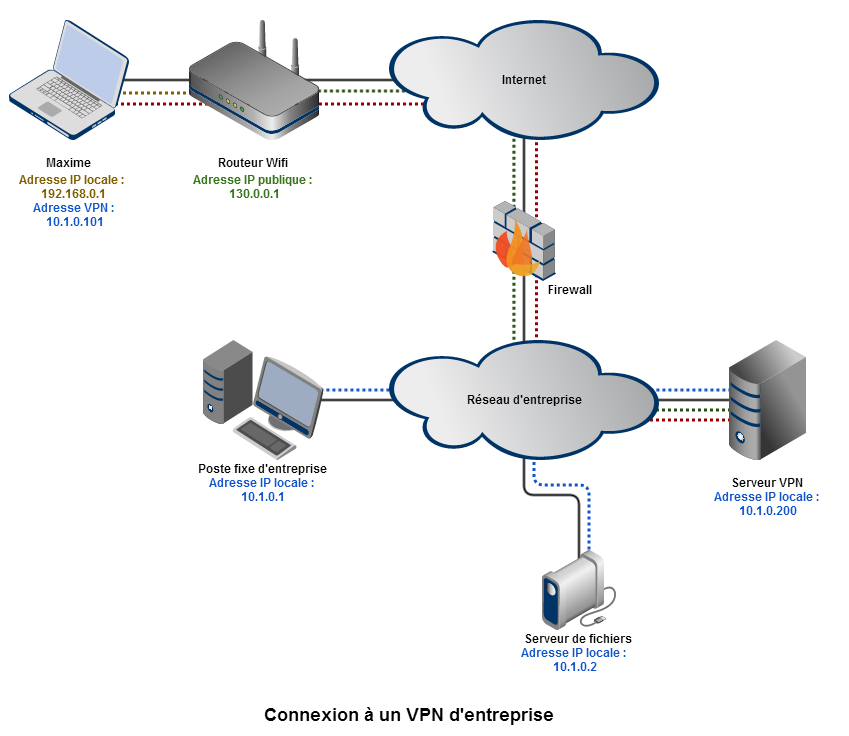 Internet
Maxime
Adresse IP locale :
192.168.0.1
Adresse VPN :
10.1.0.101
Routeur Wifi
Adresse IP publique :
130.0.0.1
Firewall
Réseau d'entreprise
Poste fixe d'entreprise
Adresse IP locale :
10.1.0.1
Serveur VPN
Adresse IP locale :
10.1.0.200
Serveur de fichiers
Adresse IP locale :
10.1.0.2
Connexion à un VPN d'entreprise